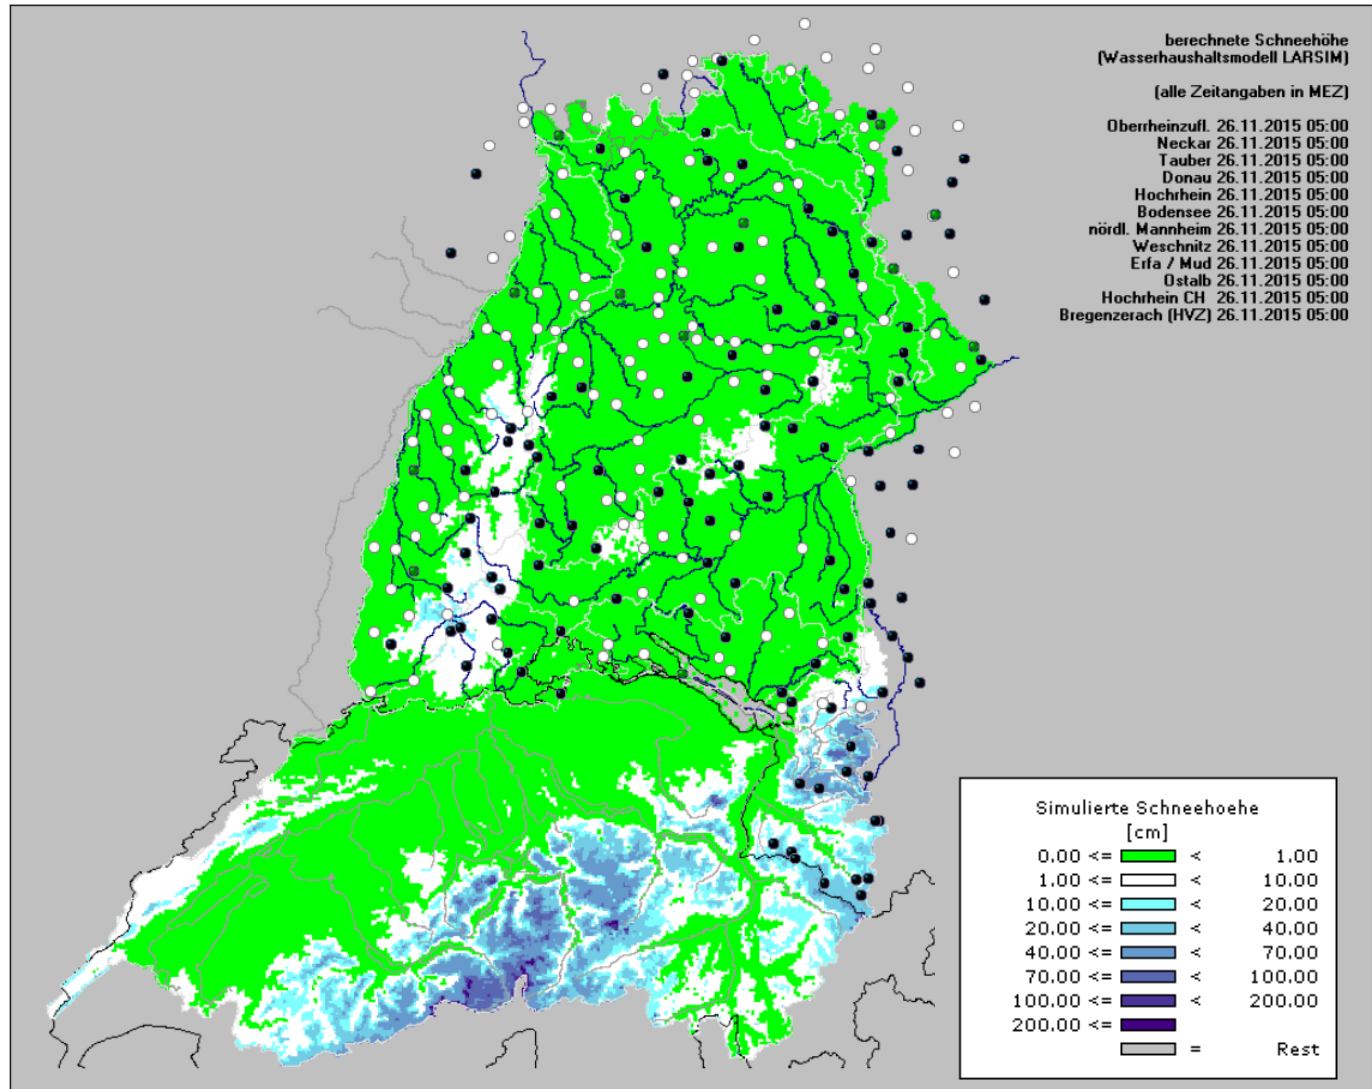 berechnete Schneehöhe
(Wasserhaushaltsmodell LARSIM)
(alle Zeitangaben in MEZ)
Oberrheinzufl. 26.11.2015 05:00
Neckar 26.11.2015 05:00
Tauber 26.11.2015 05:00
Donau 26.11.2015 05:00
Hochrhein 26.11.2015 05:00
Bodensee 26.11.2015 05:00
nördl. Mannheim 26.11.2015 05:00
Weschnitz 26.11.2015 05:00
Erfa / Mud 26.11.2015 05:00
Ostalb 26.11.2015 05:00
Hochrhein CH 26.11.2015 05:00
Bregenzerach (HVZ) 26.11.2015 05:00
Simulierte Schneehoehe
[cm]
0.00 <= < 1.00
1.00 <= < 10.00
10.00 <= < 20.00
20.00 <= < 40.00
40.00 <= < 70.00
70.00 <= < 100.00
100.00 <= < 200.00
200.00 <=
= Rest